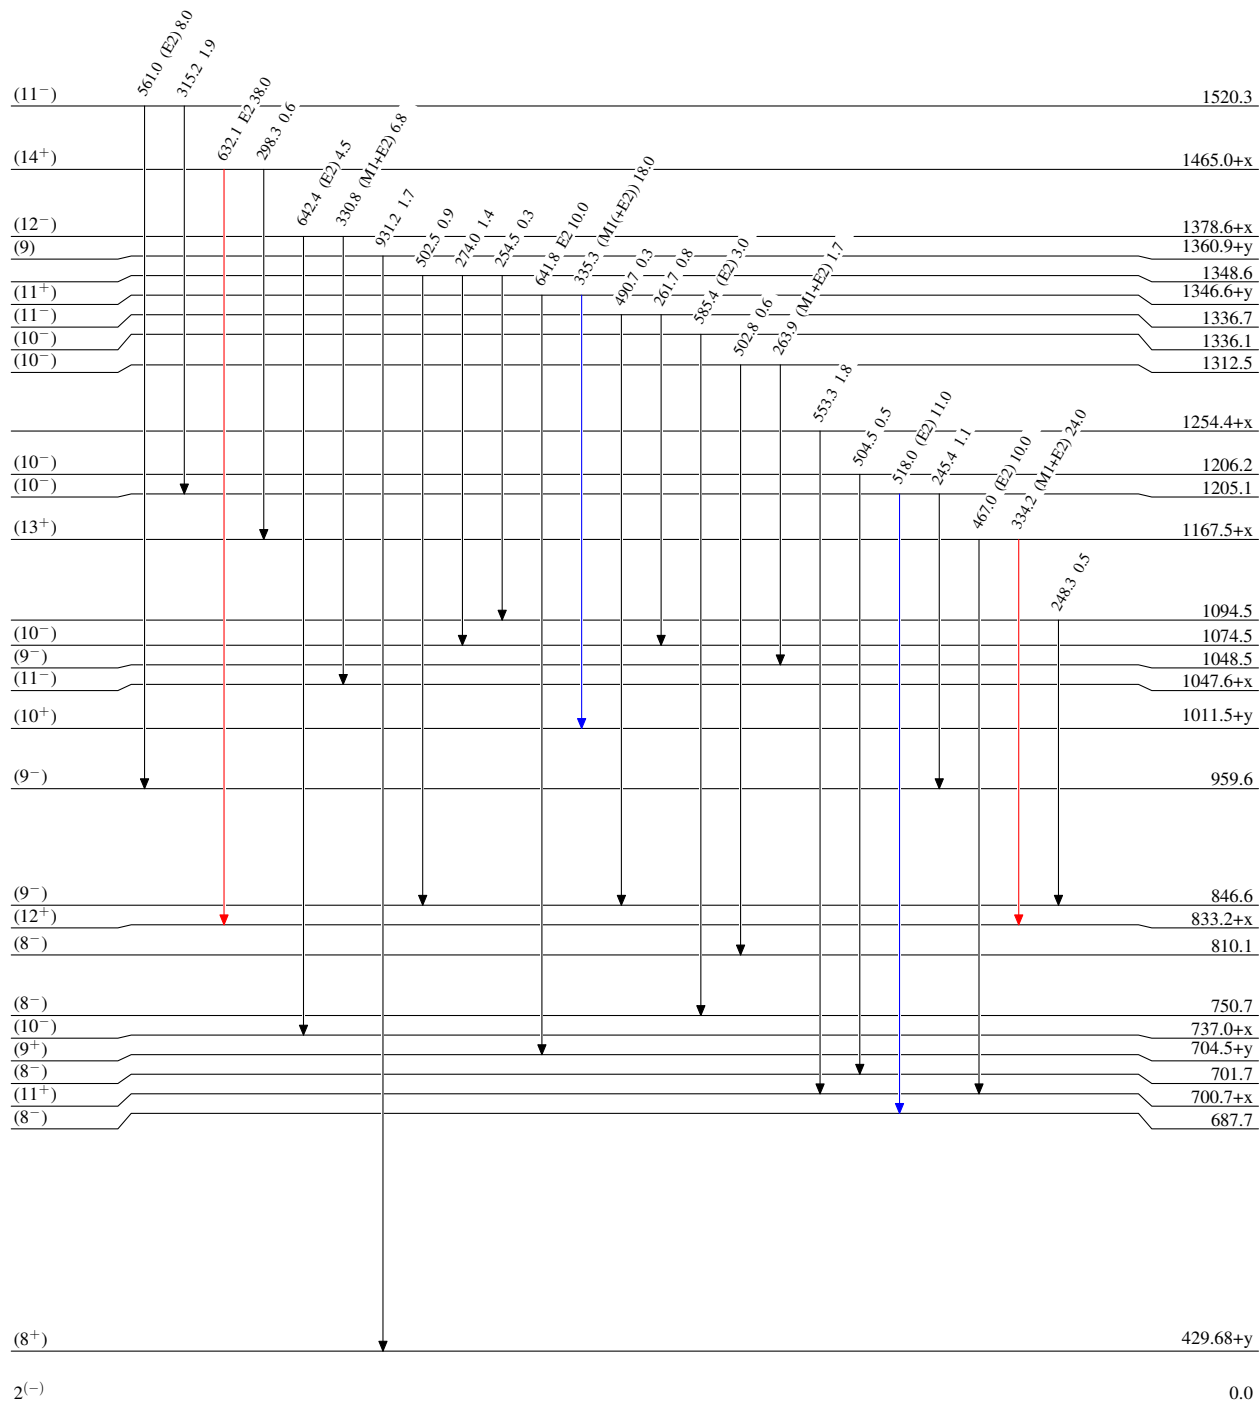 561.0 (E2) 8.0
315.2 1.9
(11−) 1520.3
632.1 E2 38.0
298.3 0.6
(14+) 1465.0+x
642.4 (E2) 4.5
330.8 (M1+E2) 6.8
(12−) 1378.6+x
931.2 1.7
(9) 1360.9+y
502.5 0.9
274.0 1.4
254.5 0.3
1348.6
641.8 E2 10.0
335.3 (M1(+E2)) 18.0
(11+) 1346.6+y
490.7 0.3
261.7 0.8
(11−) 1336.7
585.4 (E2) 3.0
(10−) 1336.1
502.8 0.6
263.9 (M1+E2) 1.7
(10−) 1312.5
553.3 1.8
1254.4+x
504.5 0.5
(10−) 1206.2
518.0 (E2) 11.0
245.4 1.1
(10−) 1205.1
467.0 (E2) 10.0
334.2 (M1+E2) 24.0
(13+) 1167.5+x
248.3 0.5
1094.5
(10−) 1074.5
(9−) 1048.5
(11−) 1047.6+x
(10+) 1011.5+y
(9−) 959.6
(9−) 846.6
(12+) 833.2+x
(8−) 810.1
(8−) 750.7
(10−) 737.0+x
(9+) 704.5+y
(8−) 701.7
(11+) 700.7+x
(8−) 687.7
(8+) 429.68+y
2(−) 0.0